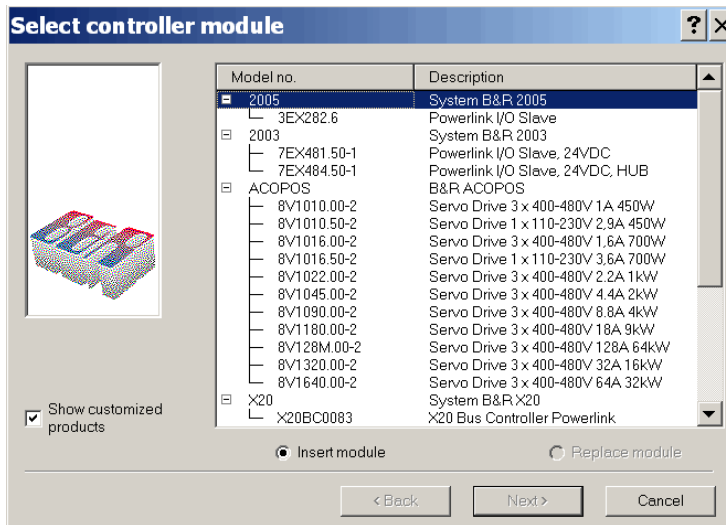 Select controller module
Model no. Description
2005 System B&R 2005
3EX282.6 Powerlink I/O Slave
2003 System B&R 2003
7EX481.50-1 Powerlink I/O Slave, 24VDC
7EX484.50-1 Powerlink I/O Slave, 24VDC, HUB
ACOPOS B&R ACOPOS
8V1010.00-2 Servo Drive 3 x 400-480V 1A 450W
8V1010.50-2 Servo Drive 1 x 110-230V 2,9A 450W
8V1016.00-2 Servo Drive 3 x 400-480V 1,6A 700W
8V1016.50-2 Servo Drive 1 x 110-230V 3,6A 700W
8V1022.00-2 Servo Drive 3 x 400-480V 2.2A 1kW
8V1045.00-2 Servo Drive 3 x 400-480V 4.4A 2kW
8V1090.00-2 Servo Drive 3 x 400-480V 8.8A 4kW
8V1180.00-2 Servo Drive 3 x 400-480V 18A 9kW
8V128M.00-2 Servo Drive 3 x 400-480V 128A 64kW
8V1320.00-2 Servo Drive 3 x 400-480V 32A 16kW
8V1640.00-2 Servo Drive 3 x 400-480V 64A 32kW
X20 System B&R X20
X20BC0083 X20 Bus Controller Powerlink
Show customized
products
Insert module Replace module
< Back Next > Cancel